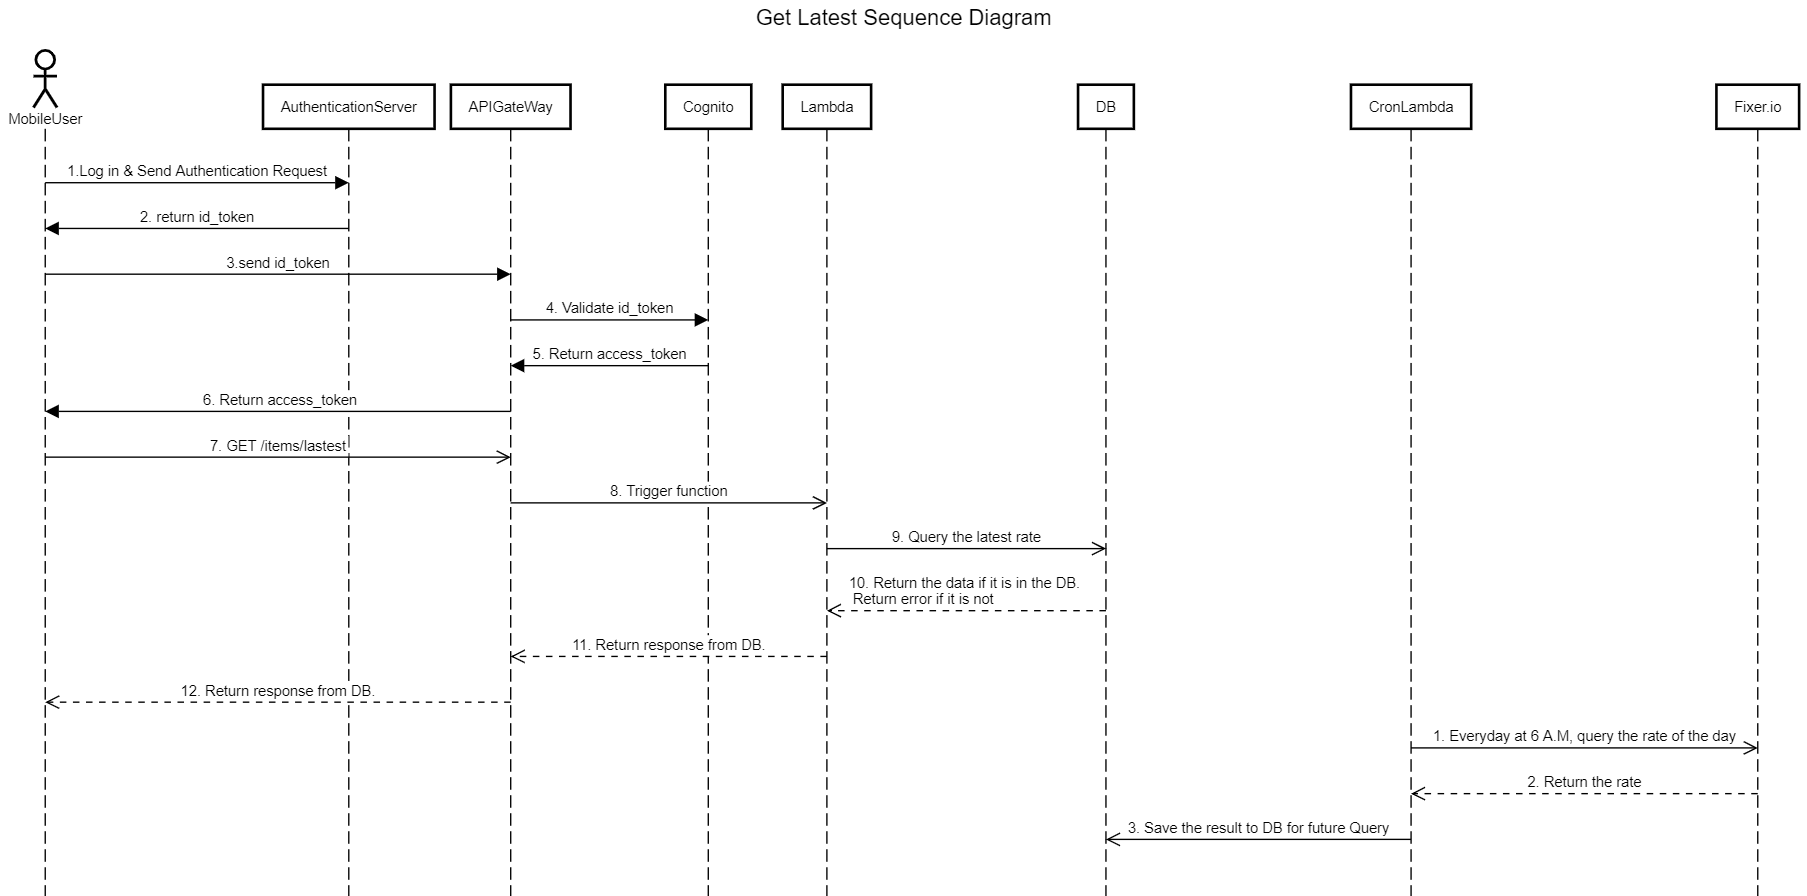 Get Latest Sequence Diagram
MobileUser
AuthenticationServer
APIGateWay
Cognito
Lambda
DB
CronLambda
Fixer.io
1.Log in & Send Authentication Request
2. return id_token
3.send id_token
4. Validate id_token
5. Return access_token
6. Return access_token
7. GET /items/lastest
8. Trigger function
9. Query the latest rate
10. Return the data if it is in the DB.
Return error if it is not
11. Return response from DB.
12. Return response from DB.
1. Everyday at 6 A.M, query the rate of the day
2. Return the rate
3. Save the result to DB for future Query